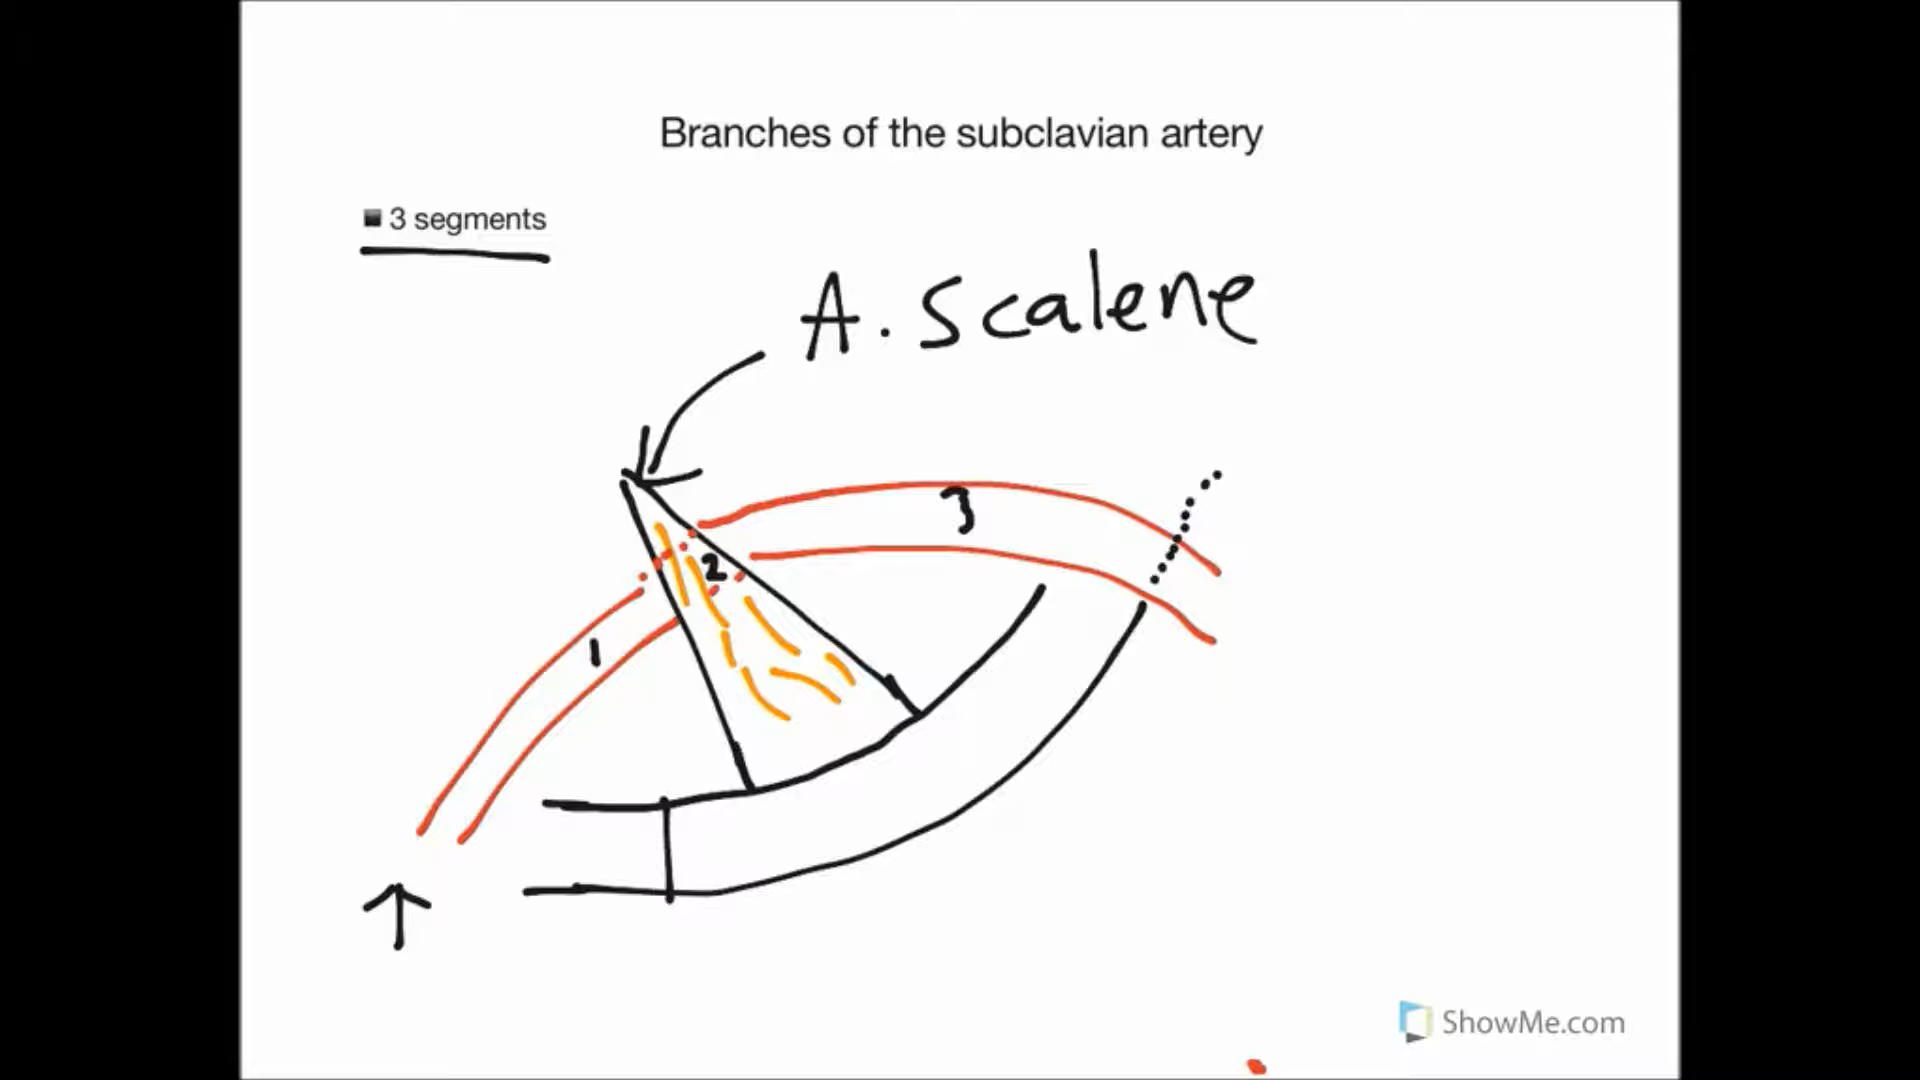 Branches of the subclavian artery
3 segments
A. scalene
3
2
1
ShowMe.com